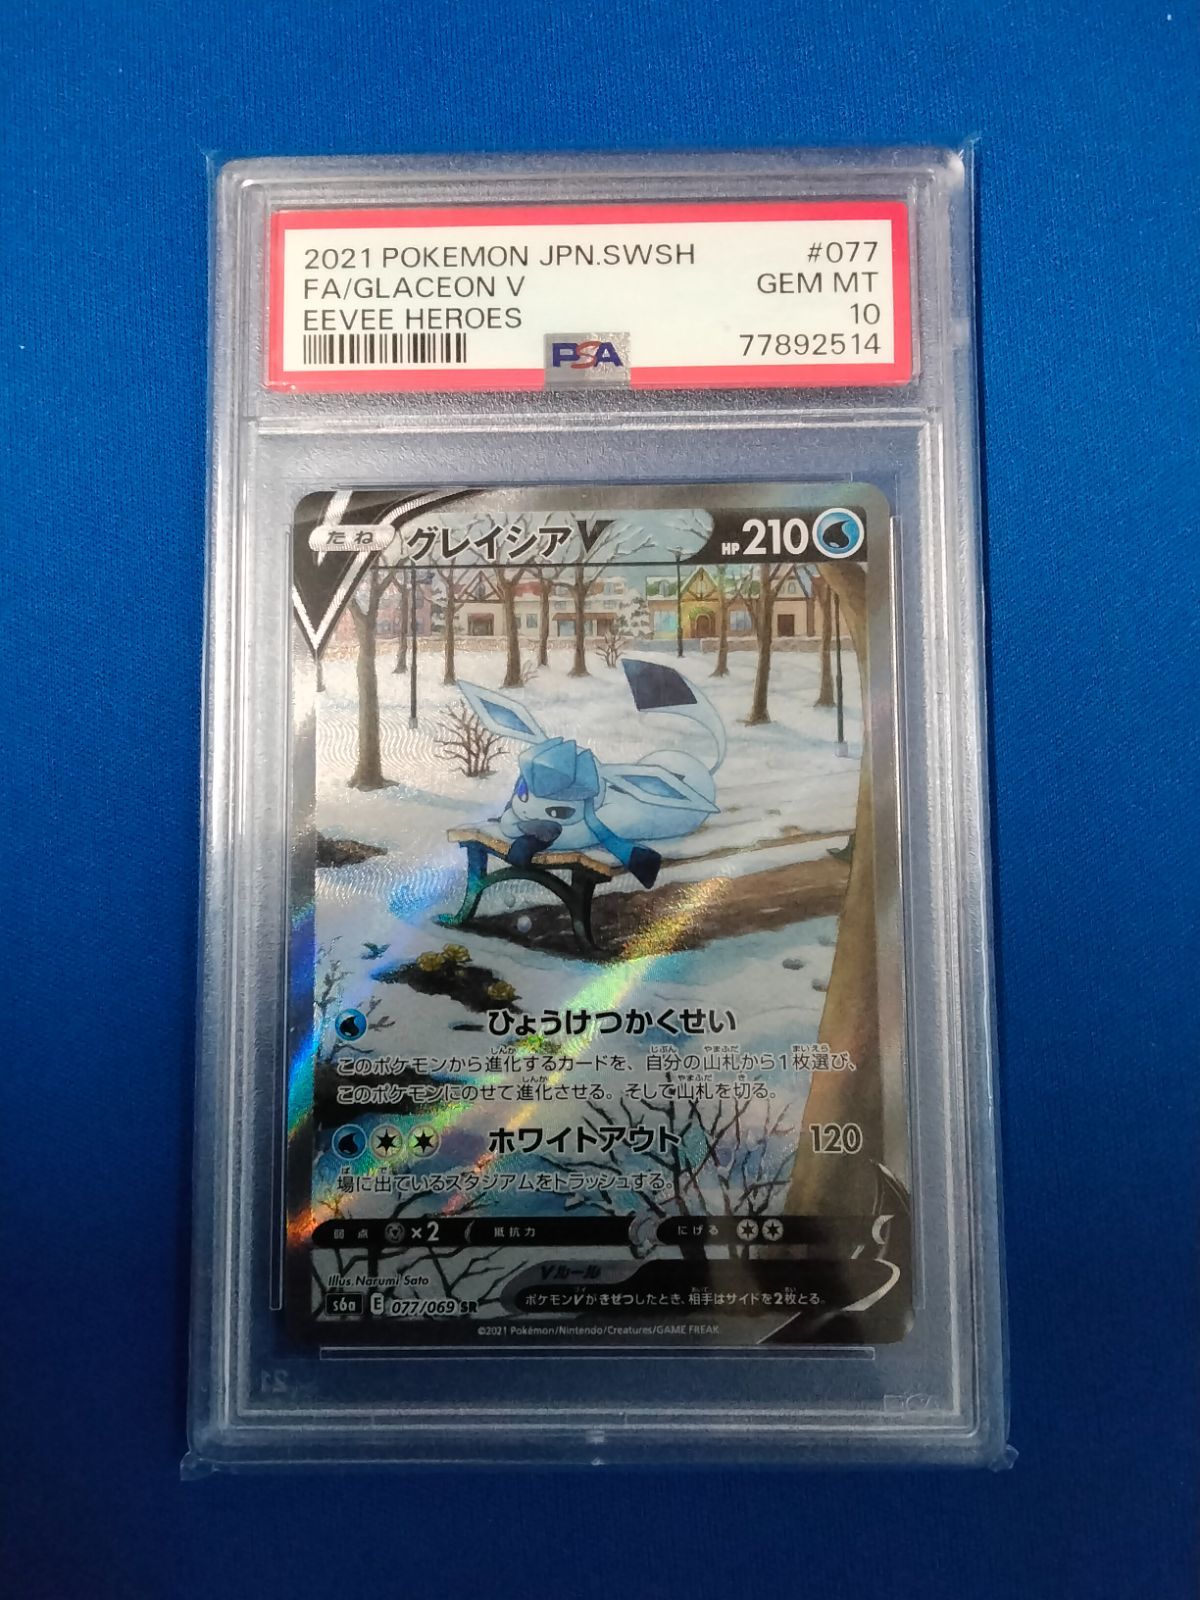 2021 POKEMON JPN.SWSH #077
FA/GLACEON V GEM MT
EEVEE HEROES 10
PSA 77892514
たね グレイシアV HP210
ひょうけつかくせい
このポケモンから進化するカードを、自分の山札から1枚選び、
このポケモンにのせて進化させる。そして山札を切る。
ホワイトアウト 120
場に出ているスタジアムをトラッシュする。
弱点 ×2 抵抗力 にげる
Illus. Narumi Sato
Vルール
s6a E 077/069 SR
ポケモンVがきぜつしたとき、相手はサイドを2枚とる。
©2021 Pokémon/Nintendo/Creatures/GAME FREAK.